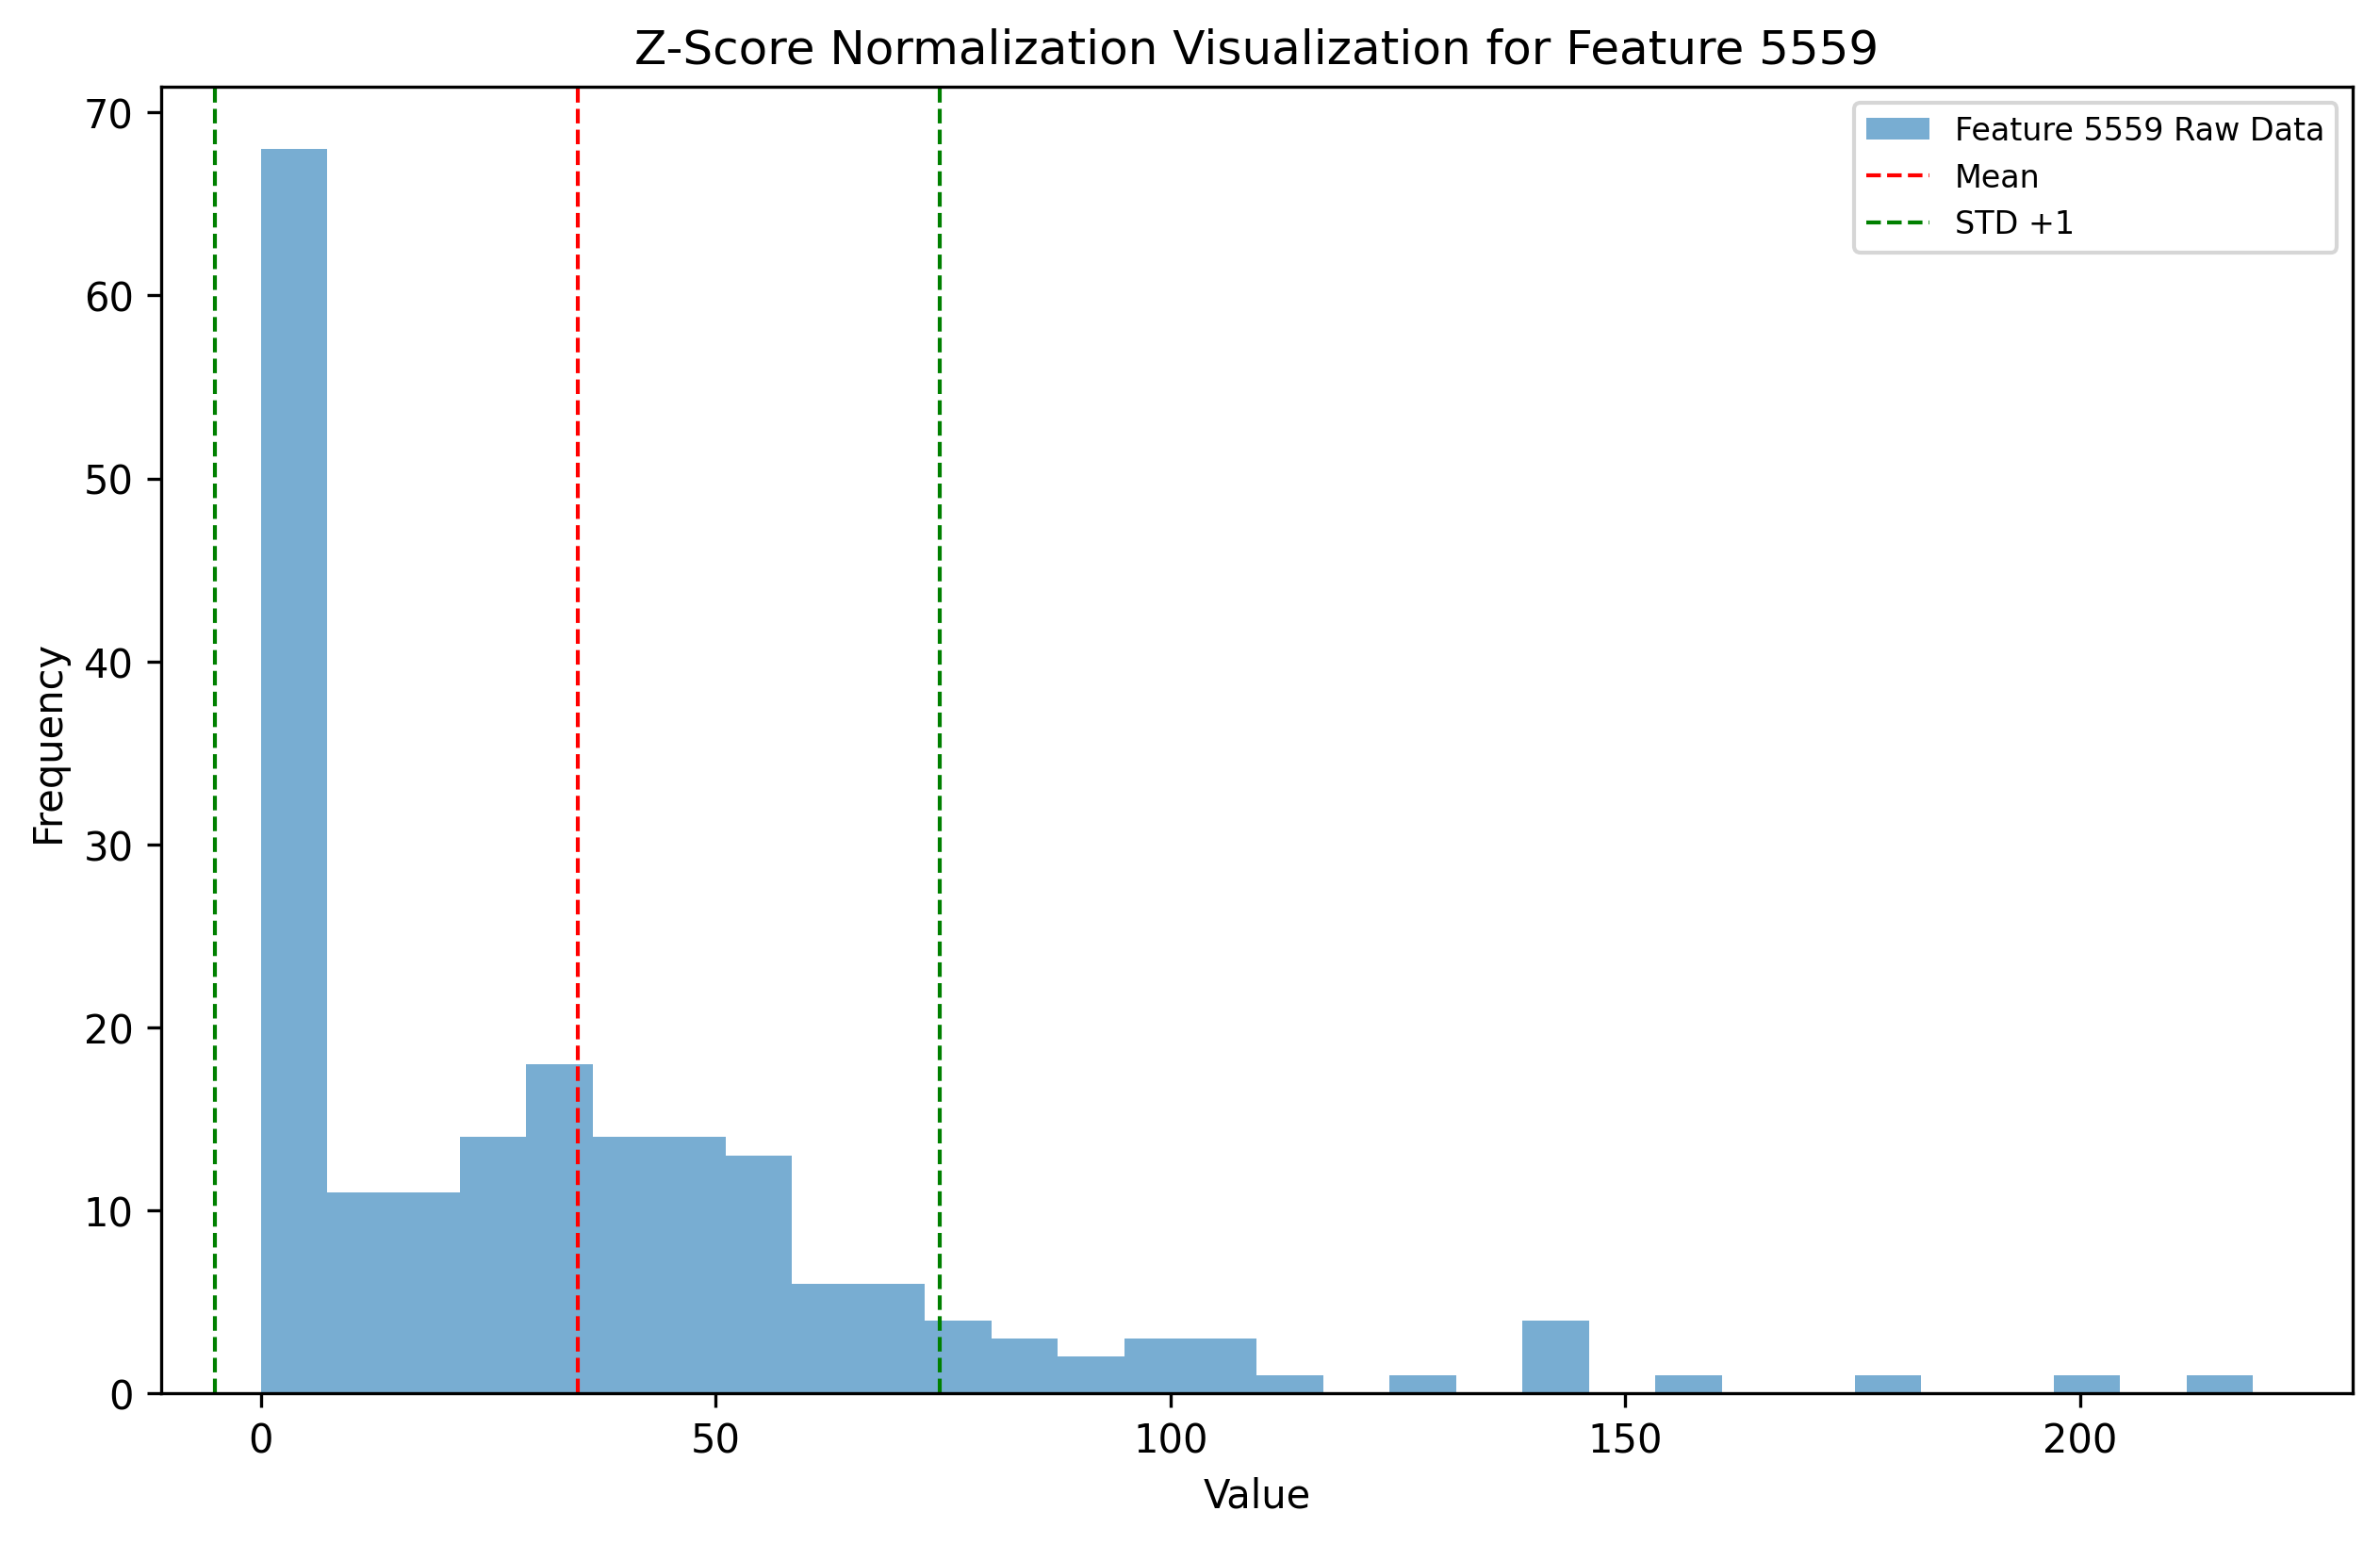 Z-Score Normalization Visualization for Feature 5559
Feature 5559 Raw Data
Mean
STD +1
70
60
50
40
30
20
10
0
Frequency
0 50 100 150 200
Value